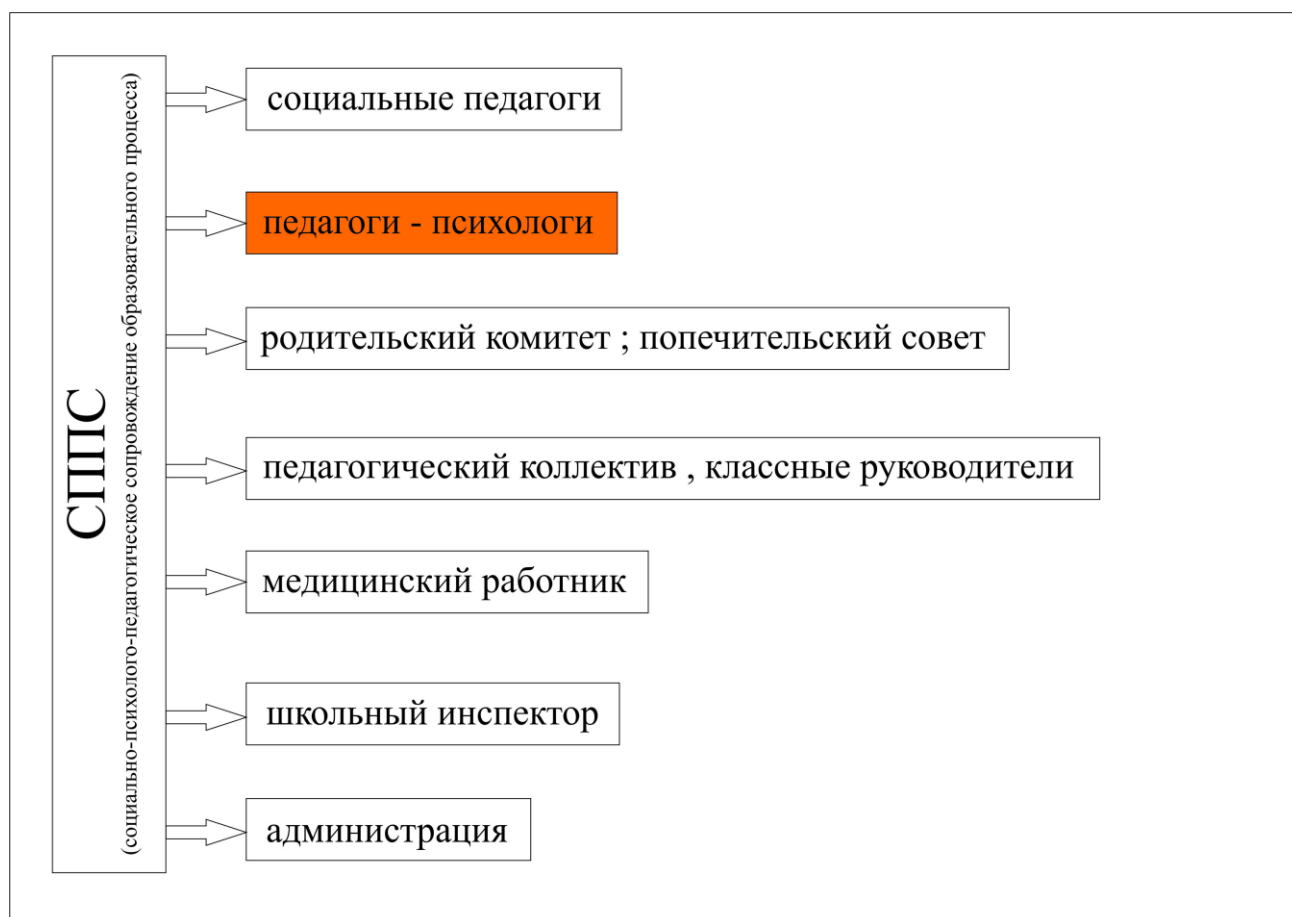 СППС
(социально-психолого-педагогическое сопровождение образовательного процесса)
социальные педагоги
педагоги - психологи
родительский комитет ; попечительский совет
педагогический коллектив , классные руководители
медицинский работник
школьный инспектор
администрация